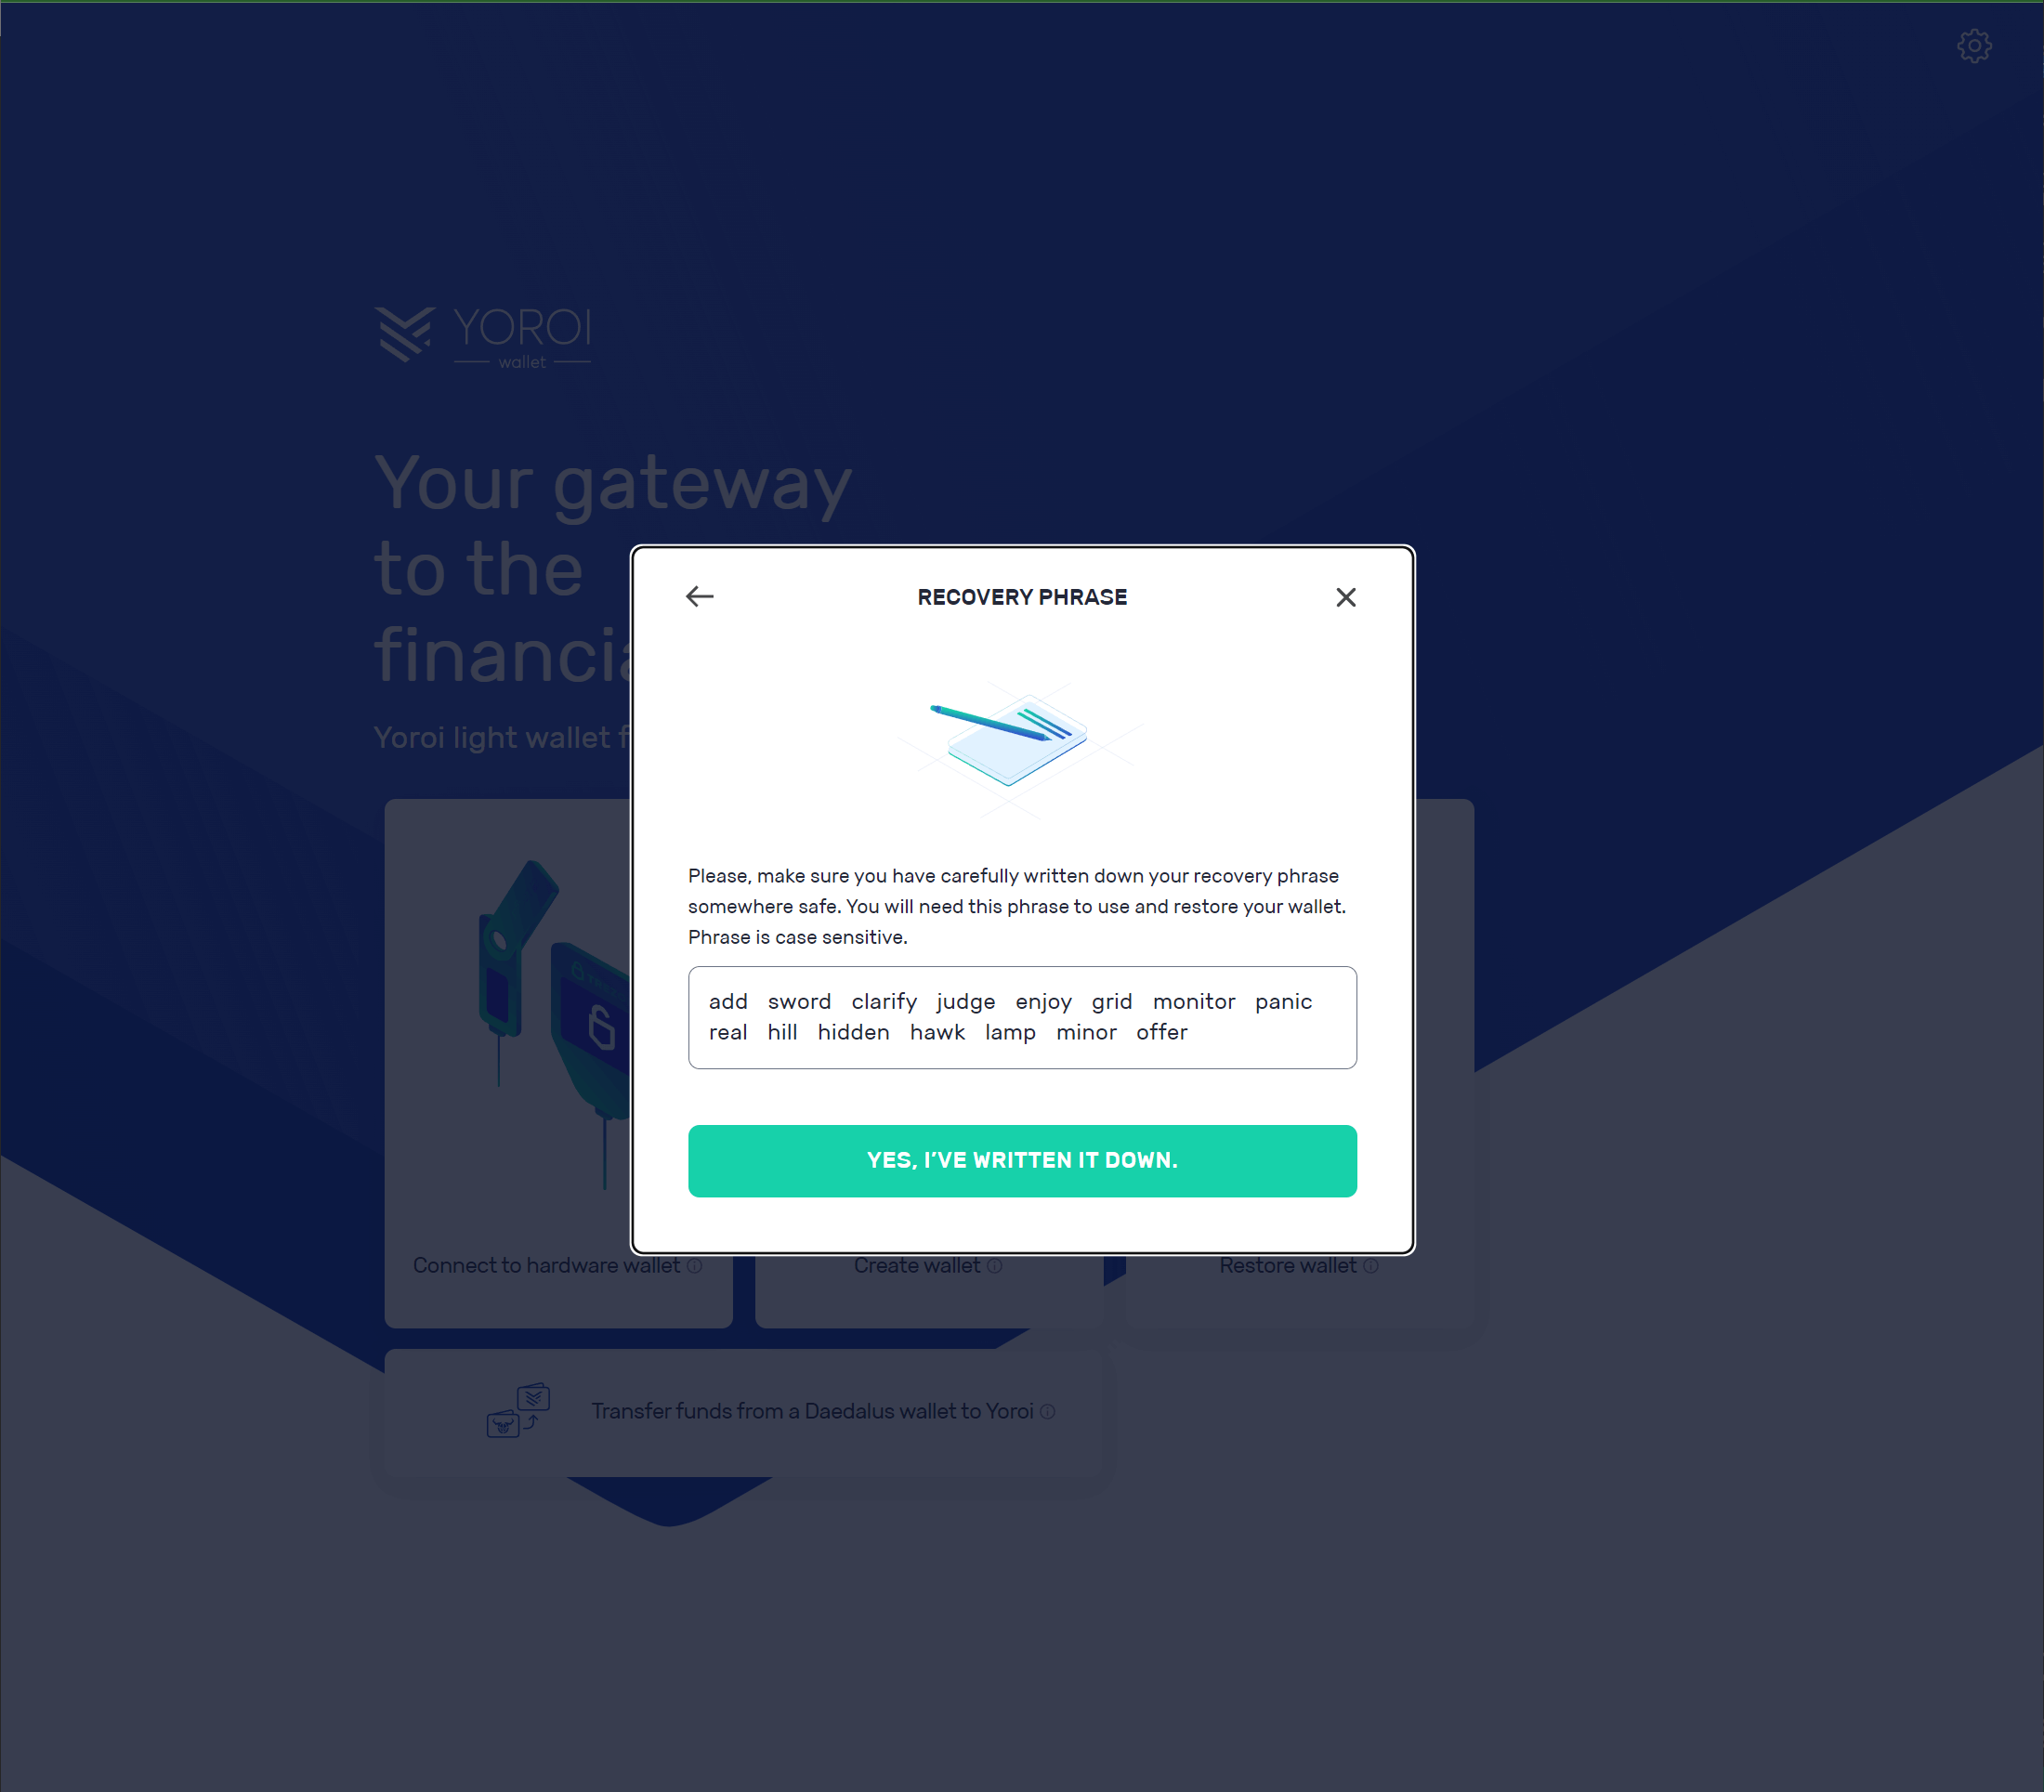 YOROI
wallet
Your gateway
to the
financia
Yoroi light wallet f
RECOVERY PHRASE
Please, make sure you have carefully written down your recovery phrase
somewhere safe. You will need this phrase to use and restore your wallet.
Phrase is case sensitive.
add sword clarify judge enjoy grid monitor panic
real hill hidden hawk lamp minor offer
YES, I'VE WRITTEN IT DOWN.
Connect to hardware wallet
Create wallet
Restore wallet
Transfer funds from a Daedalus wallet to Yoroi